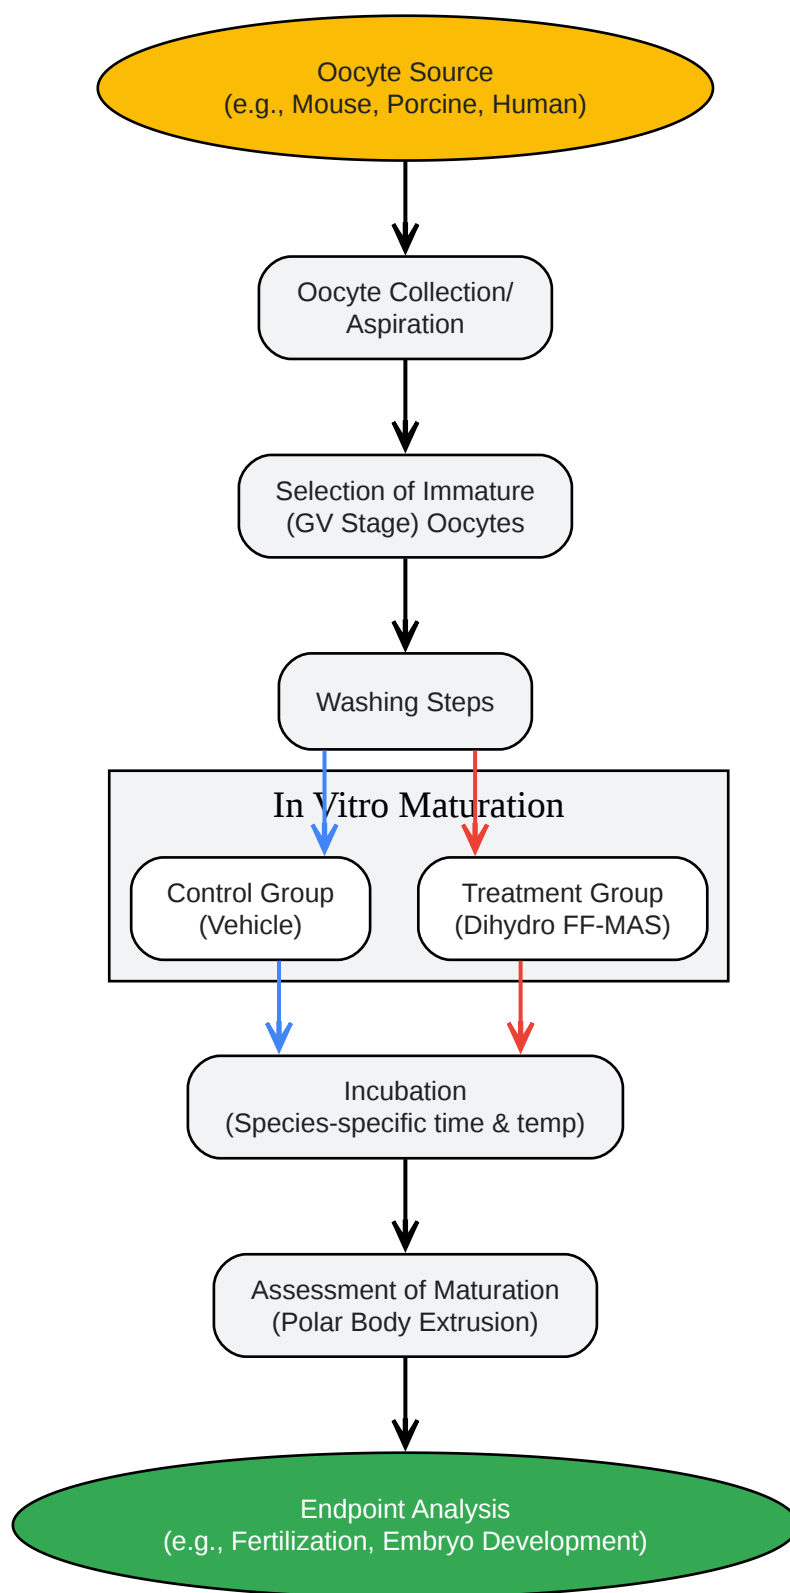 Oocyte Source
(e.g., Mouse, Porcine, Human)
Oocyte Collection/
Aspiration
Selection of Immature
(GV Stage) Oocytes
Washing Steps
In Vitro Maturation
Control Group
(Vehicle)
Treatment Group
(Dihydro FF-MAS)
Incubation
(Species-specific time & temp)
Assessment of Maturation
(Polar Body Extrusion)
Endpoint Analysis
(e.g., Fertilization, Embryo Development)